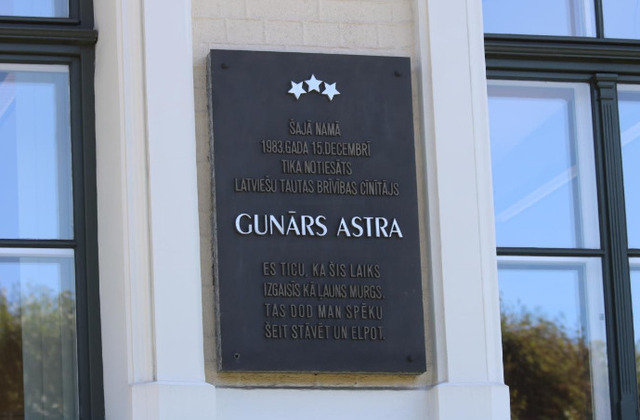 ŠAJĀ NAMĀ
1983.GADA 15.DECEMBRĪ
TIKA NOTIESĀTS
LATVIEŠU TAUTAS BRĪVĪBAS CĪNĪTĀJS
GUNĀRS ASTRA
ES TICU, KA ŠIS LAIKS
IZGAISĪS KĀ ĻAUNS MURGS.
TAS DOD MAN SPĒKU
ŠEIT STĀVĒT UN ELPOT.